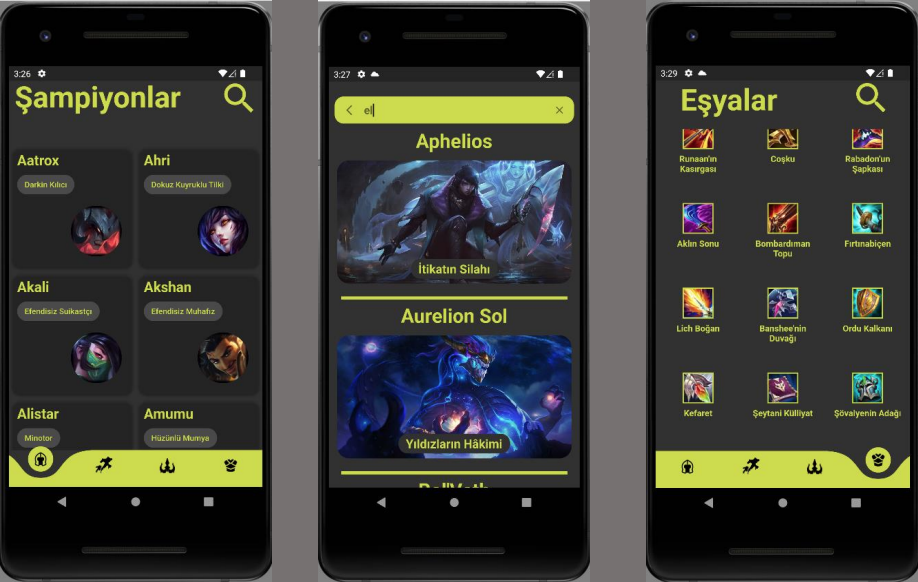 3:26
Şampiyonlar
Aatrox
Darkin Kılıcı
Ahri
Dokuz Kuyruklu Tilki
Akali
Efendisiz Suikastçı
Akshan
Efendisiz Muhafız
Alistar
Minotor
Amumu
Hüzünlü Mumya
3:27
el
Aphelios
İtikatın Silahı
Aurelion Sol
Yıldızların Hâkimi
Bel'Veth
3:29
Eşyalar
Runaan'ın
Kasırgası
Coşku
Rabadon'un
Şapkası
Aklın Sonu
Bombardıman
Topu
Fırtınabiçen
Lich Boğan
Banshee'nin
Duvağı
Ordu Kalkanı
Kefaret
Şeytani Külliyat
Şövalyenin Adağı